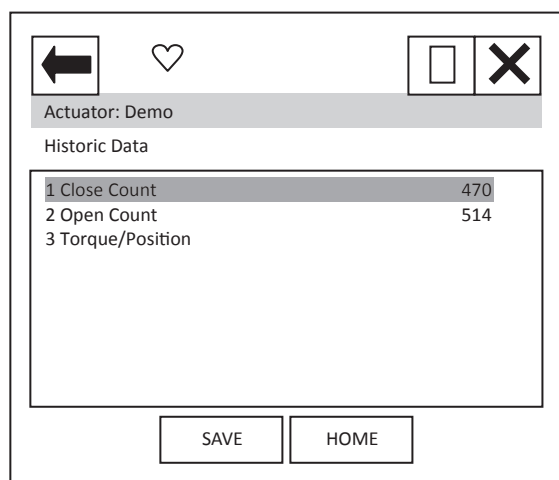 Actuator: Demo
Historic Data
1 Close Count 470
2 Open Count 514
3 Torque/Position
SAVE HOME